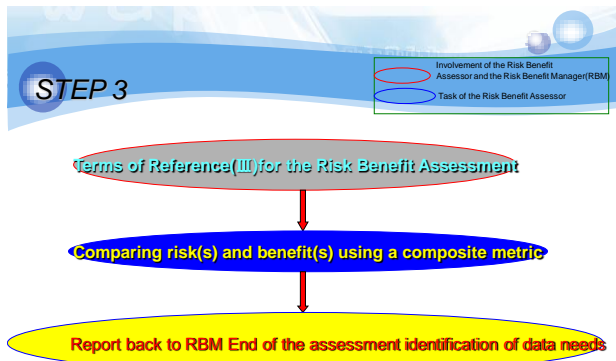 STEP 3
Involvement of the Risk Benefit
Assessor and the Risk Benefit Manager(RBM)
Task of the Risk Benefit Assessor
Terms of Reference(Ⅲ)for the Risk Benefit Assessment
Comparing risk(s) and benefit(s) using a composite metric
Report back to RBM End of the assessment identification of data needs